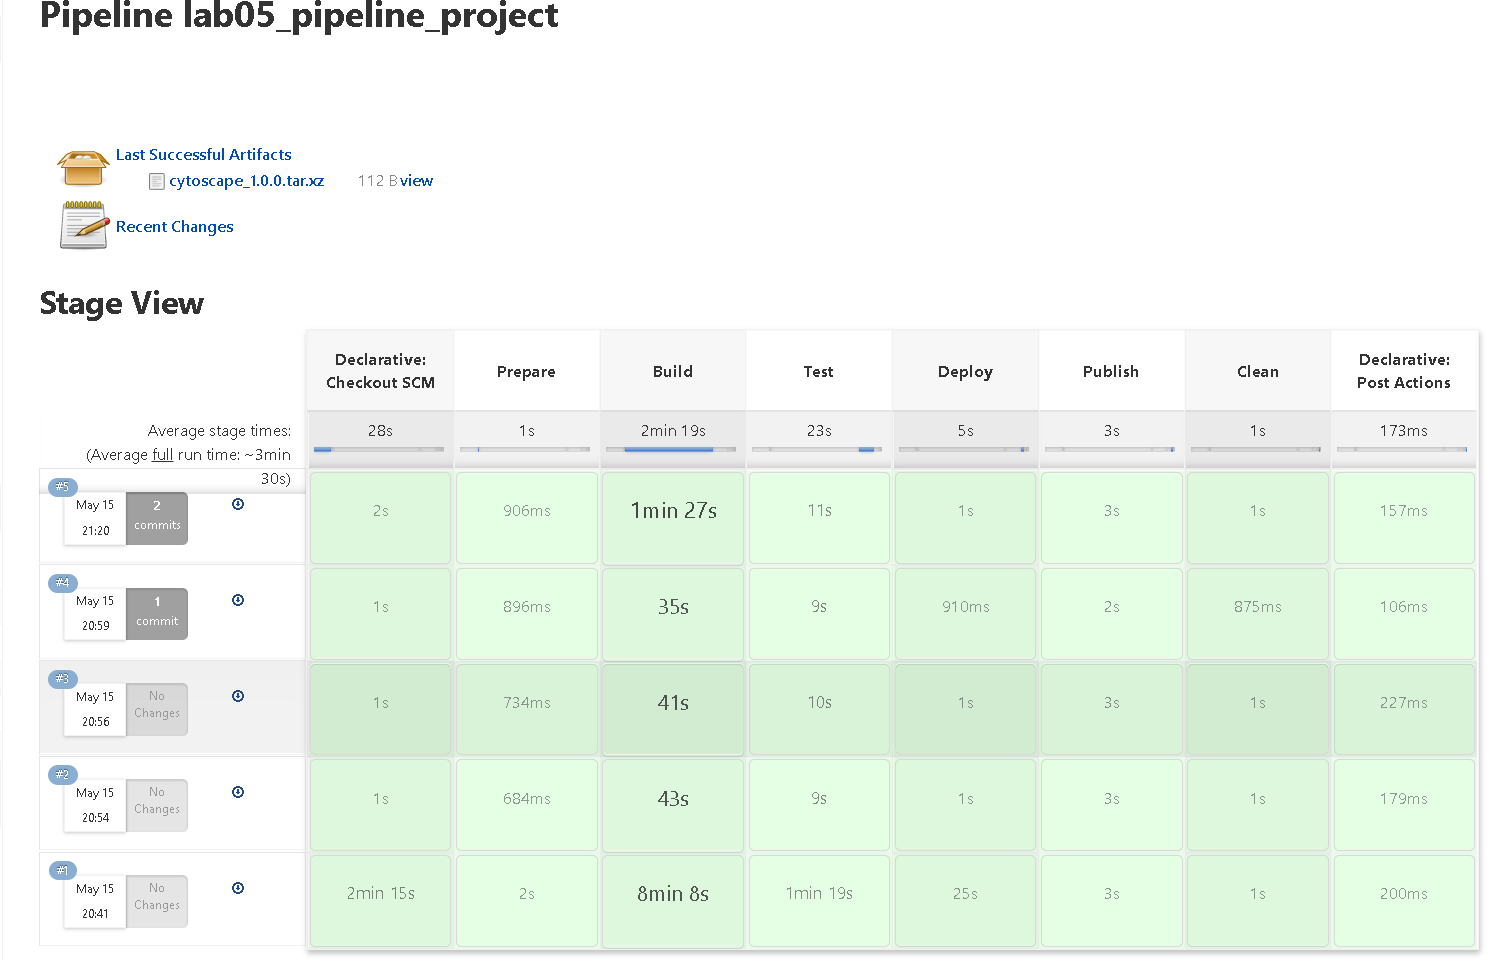 Pipeline lab05_pipeline_project
Last Successful Artifacts
cytoscape_1.0.0.tar.xz 112 B view
Recent Changes
Stage View
Declarative: Checkout SCM Prepare Build Test Deploy Publish Clean Declarative: Post Actions
Average stage times: 28s 1s 2min 19s 23s 5s 3s 1s 173ms
(Average full run time: ~3min
30s)
#5
May 15 21:20 2 commits 2s 906ms 1min 27s 11s 1s 3s 1s 157ms
#4
May 15 20:59 1 commit 1s 896ms 35s 9s 910ms 2s 875ms 106ms
#3
May 15 20:56 No Changes 1s 734ms 41s 10s 1s 3s 1s 227ms
#2
May 15 20:54 No Changes 1s 684ms 43s 9s 1s 3s 1s 179ms
#1
May 15 20:41 No Changes 2min 15s 2s 8min 8s 1min 19s 25s 3s 1s 200ms